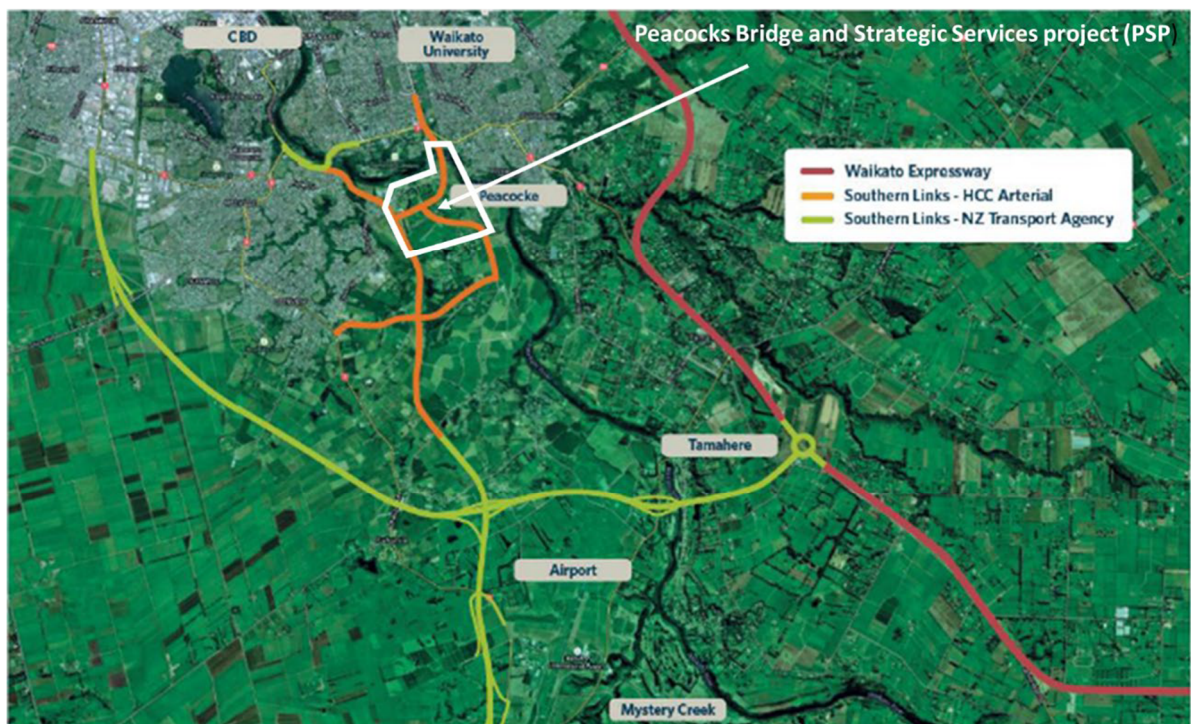 Peacocks Bridge and Strategic Services project (PSP)
CBD
Waikato
University
Waikato Expressway
Southern Links - HCC Arterial
Southern Links - NZ Transport Agency
Peacocke
Tamahere
Airport
Mystery Creek